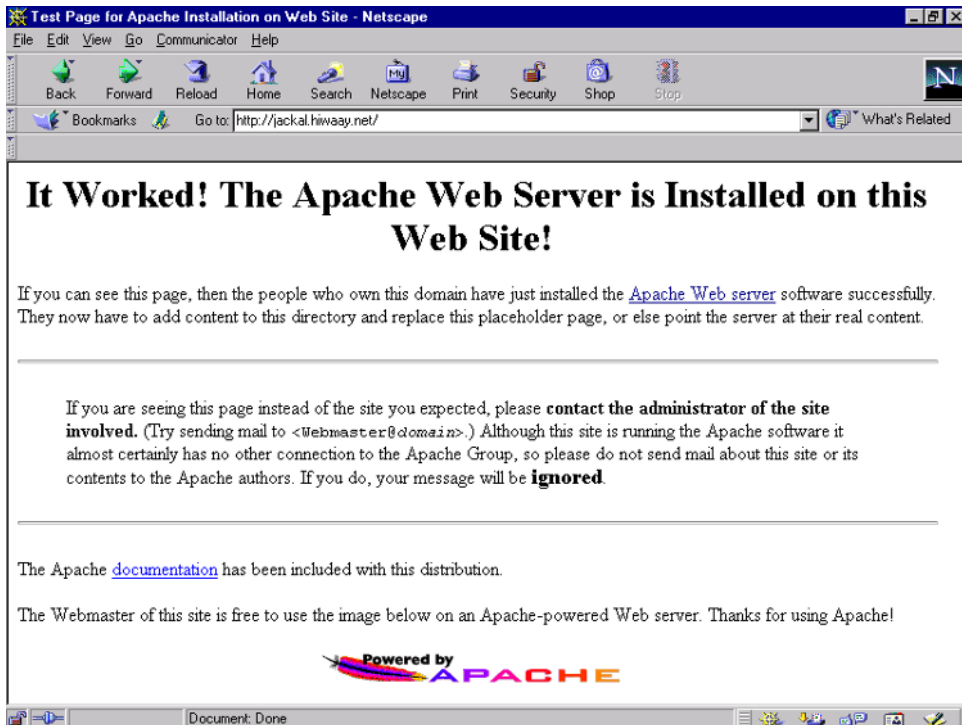 Test Page for Apache Installation on Web Site - Netscape
File Edit View Go Communicator Help
My
Back Forward Reload Home Search Netscape Print Security Shop Stop
N
Bookmarks Go to: http://jackal.hiwaay.net/ What's Related
It Worked! The Apache Web Server is Installed on this
Web Site!
If you can see this page, then the people who own this domain have just installed the Apache Web server software successfully.
They now have to add content to this directory and replace this placeholder page, or else point the server at their real content.
If you are seeing this page instead of the site you expected, please contact the administrator of the site
involved. (Try sending mail to <Webmaster@domain>.) Although this site is running the Apache software it
almost certainly has no other connection to the Apache Group, so please do not send mail about this site or its
contents to the Apache authors. If you do, your message will be ignored.
The Apache documentation has been included with this distribution.
The Webmaster of this site is free to use the image below on an Apache-powered Web server. Thanks for using Apache!
Powered by
APACHE
Document: Done